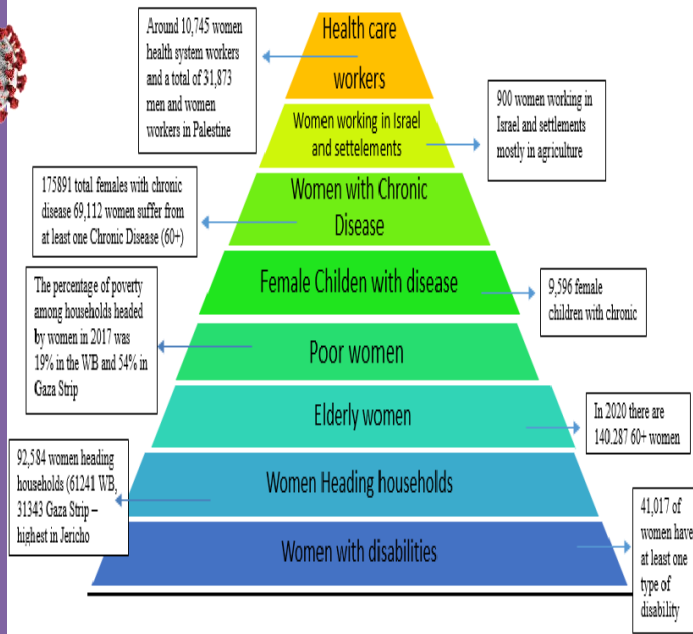 Around 10,745 women
health system workers
and a total of 31,873
men and women
workers in Palestine
Health care
workers
Women working in Israel
and settelements
900 women working in
Israel and settlements
mostly in agriculture
175891 total females with chronic
disease 69,112 women suffer from
at least one Chronic Disease (60+)
Women with Chronic
Disease
Female Childen with disease
9,596 female
children with chronic
The percentage of poverty
among households headed
by women in 2017 was
19% in the WB and 54% in
Gaza Strip
Poor women
Elderly women
In 2020 there are
140.287 60+ women
92,584 women heading
households (61241 WB,
31343 Gaza Strip –
highest in Jericho
Women Heading households
Women with disabilities
41,017 of
women have
at least one
type of
disability